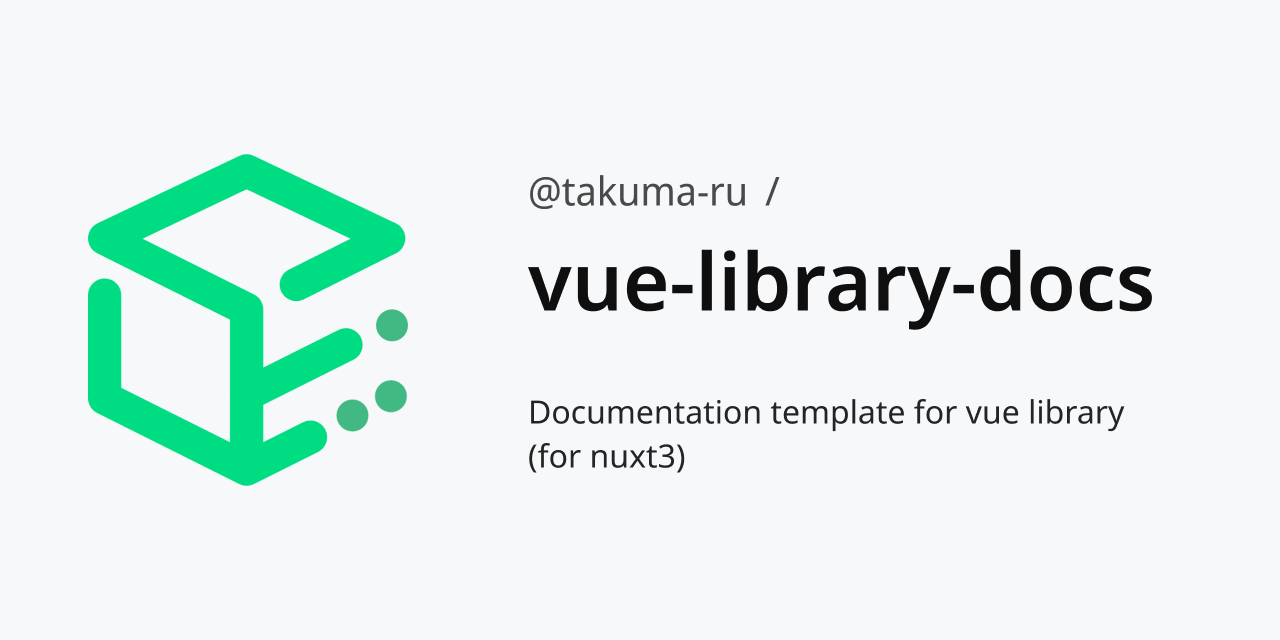 @takuma-ru /
vue-library-docs
Documentation template for vue library
(for nuxt3)